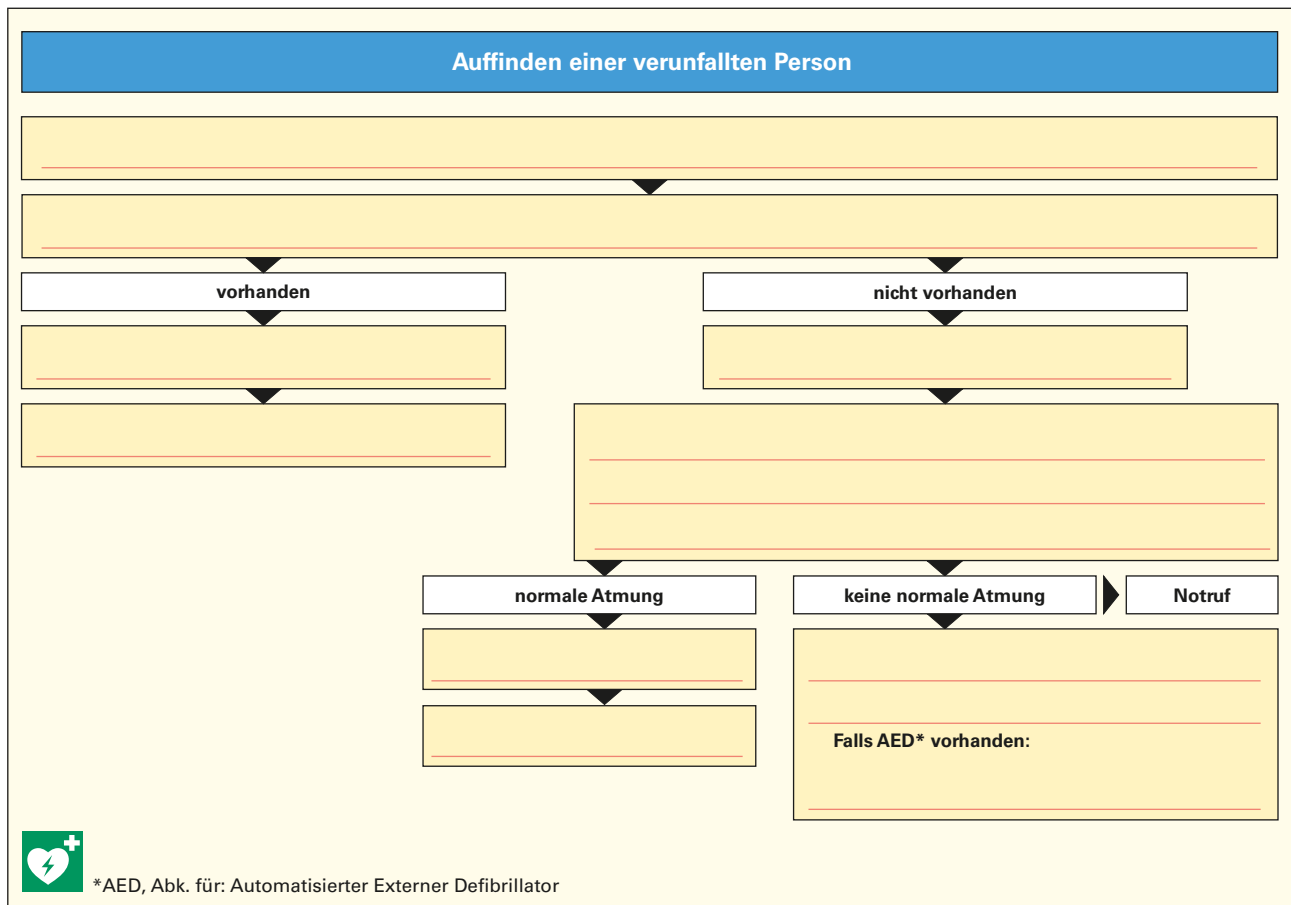 Auffinden einer verunfallten Person
vorhanden
nicht vorhanden
normale Atmung
keine normale Atmung
Notruf
Falls AED* vorhanden:
*AED, Abk. für: Automatisierter Externer Defibrillator